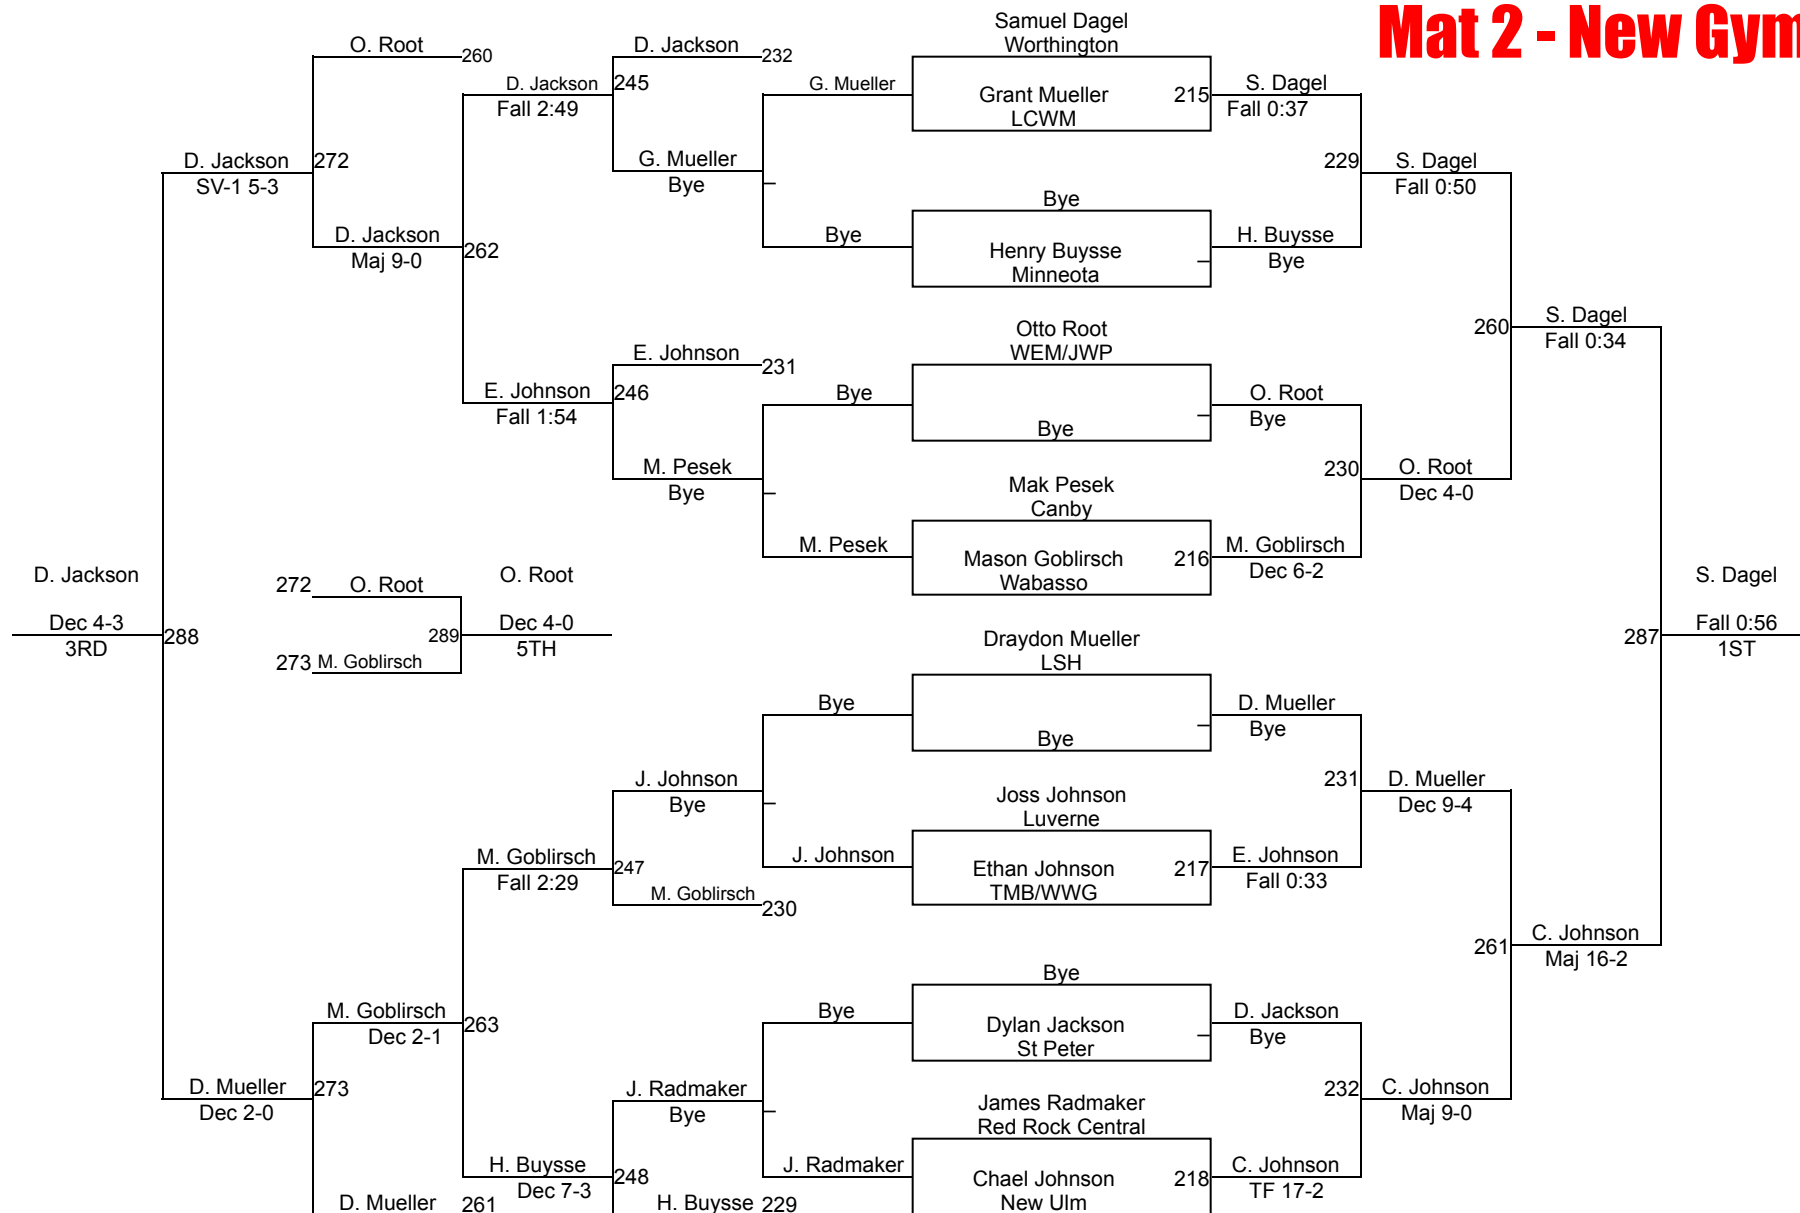 Mat 2 - New Gym
Samuel Dagel
Worthington
O. Root
260
D. Jackson
232
D. Jackson
245
Fall 2:49
G. Mueller
Grant Mueller
LCWM
215
S. Dagel
Fall 0:37
D. Jackson
272
SV-1 5-3
G. Mueller
Bye
229
S. Dagel
Fall 0:50
Bye
D. Jackson
Maj 9-0
262
Bye
Henry Buysse
Minneota
H. Buysse
Bye
Otto Root
WEM/JWP
260
S. Dagel
Fall 0:34
E. Johnson
231
E. Johnson
246
Fall 1:54
Bye
Bye
O. Root
Bye
M. Pesek
Bye
Mak Pesek
Canby
230
O. Root
Dec 4-0
M. Pesek
Mason Goblirsch
Wabasso
216
M. Goblirsch
Dec 6-2
D. Jackson
Dec 4-3
3RD
288
272
O. Root
O. Root
289
Dec 4-0
5TH
273
M. Goblirsch
S. Dagel
287
Fall 0:56
1ST
Draydon Mueller
LSH
Bye
Bye
D. Mueller
Bye
J. Johnson
Bye
Joss Johnson
Luverne
231
D. Mueller
Dec 9-4
M. Goblirsch
Fall 2:29
247
J. Johnson
Ethan Johnson
TMB/WWG
217
E. Johnson
Fall 0:33
M. Goblirsch
230
261
C. Johnson
Maj 16-2
Bye
M. Goblirsch
Dec 2-1
263
Bye
Dylan Jackson
St Peter
D. Jackson
Bye
D. Mueller
Dec 2-0
273
J. Radmaker
Bye
James Radmaker
Red Rock Central
232
C. Johnson
Maj 9-0
H. Buysse
Dec 7-3
248
J. Radmaker
Chael Johnson
New Ulm
218
C. Johnson
TF 17-2
D. Mueller
261
H. Buysse
229